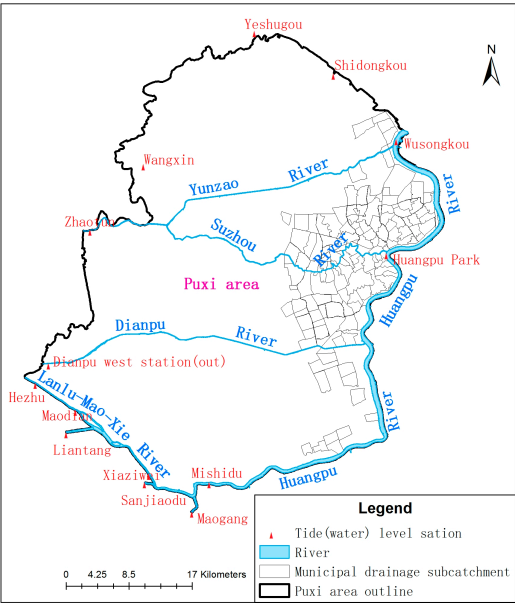 Yeshugou
N
Shidongkou
Wusongkou
Wangxin
Yunzao River
River
Suzhou River
Huangpu Park
Puxi area
Huangpu
Dianpu River
Dianpu west station(out)
Hezhu
Lanlu-Mao-Xie River
River
Liantang
Xiaziwei
Mishidu
Huangpu
Sanjiaodu
Maogang
Legend
Tide(water) level sation
River
Municipal drainage subcatchment
Puxi area outline
0 4.25 8.5 17 Kilometers